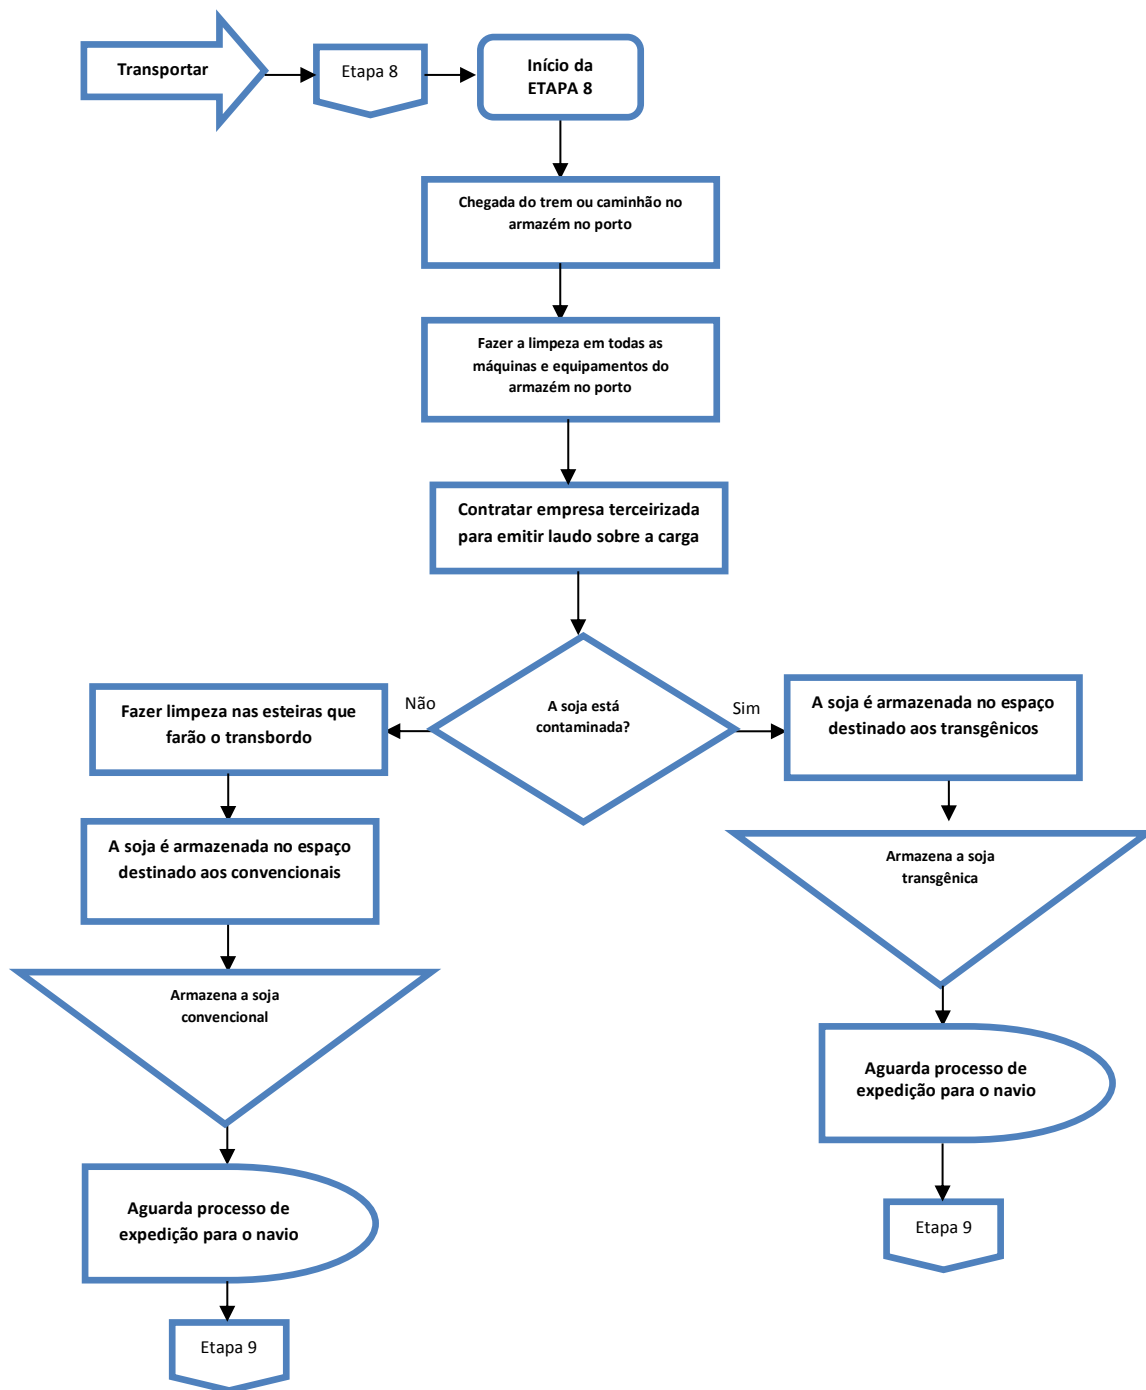 Transportar
Etapa 8
Início da
ETAPA 8
Chegada do trem ou caminhão no
armazém no porto
Fazer a limpeza em todas as
máquinas e equipamentos do
armazém no porto
Contratar empresa terceirizada
para emitir laudo sobre a carga
A soja está
contaminada?
Não
Sim
Fazer limpeza nas esteiras que
farão o transbordo
A soja é armazenada no espaço
destinado aos transgênicos
A soja é armazenada no espaço
destinado aos convencionais
Armazena a soja
transgênica
Armazena a soja
convencional
Aguarda processo de
expedição para o navio
Aguarda processo de
expedição para o navio
Etapa 9
Etapa 9